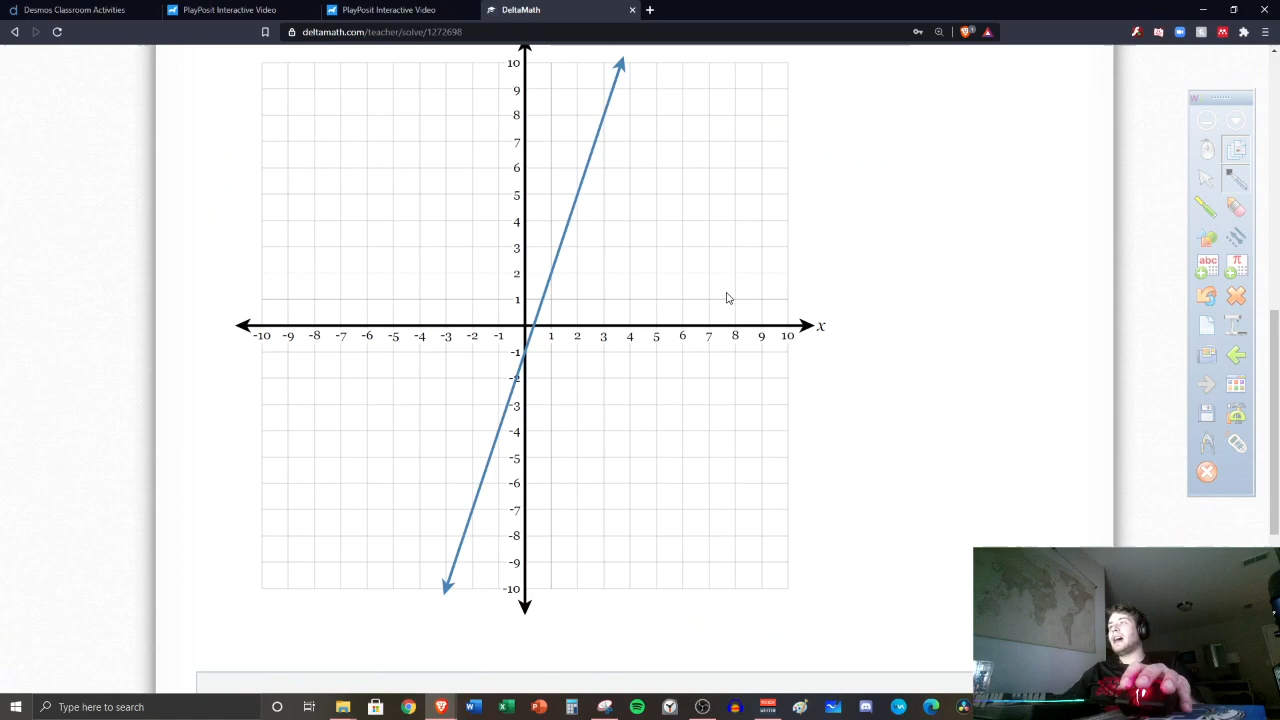 Desmos Classroom Activities
PlayPosit Interactive Video
PlayPosit Interactive Video
DeltaMath
deltamath.com/teacher/solve/1272698
10
9
8
7
6
5
4
3
2
1
-10 -9 -8 -7 -6 -5 -4 -3 -2 -1 1 2 3 4 5 6 7 8 9 10 x
-1
-2
-3
-4
-5
-6
-7
-8
-9
-10
W
abc π
Type here to search